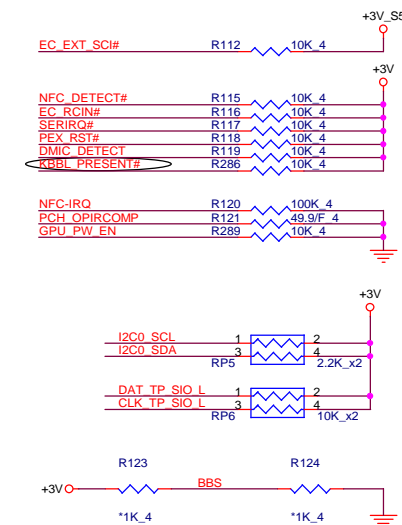 +3V_S5
EC_EXT_SCI# R112 10K_4
+3V
NFC_DETECT# R115 10K_4
EC_RCIN# R116 10K_4
SERIRQ# R117 10K_4
PEX_RST# R118 10K_4
DMIC_DETECT R119 10K_4
KBBL_PRESENT# R286 10K_4
NFC-IRQ R120 100K_4
PCH_OPIRCOMP R121 49.9/F_4
GPU_PW_EN R289 10K_4
+3V
I2C0_SCL 1 2
I2C0_SDA 3 4
RP5 2.2K_x2
DAT_TP_SIO_L 1 2
CLK_TP_SIO_L 3 4
RP6 10K_x2
R123 R124
+3V BBS
*1K_4 *1K_4